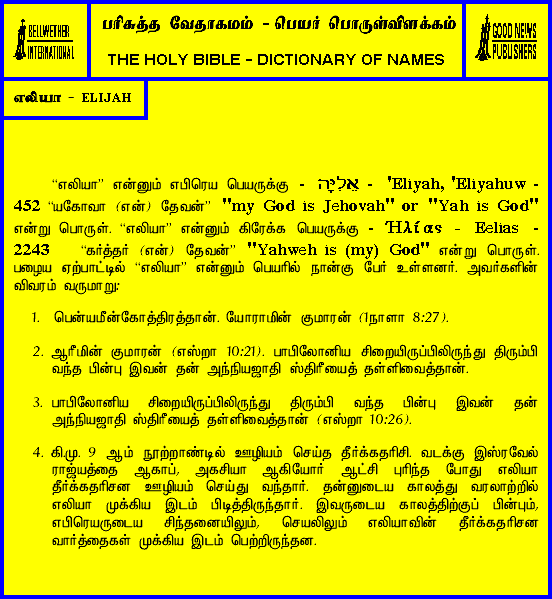 BELLWETHER
INTERNATIONAL
பரிசுத்த வேதாகமம் - பெயர் பொருள்விளக்கம்
THE HOLY BIBLE - DICTIONARY OF NAMES
GOOD NEWS
PUBLISHERS
எலியா - ELIJAH
“எலியா” என்னும் எபிரெய பெயருக்கு - אֵלִיָּה - 'Eliyah, 'Eliyahuw -
452 “யகோவா (என்) தேவன்” "my God is Jehovah" or "Yah is God"
என்று பொருள். “எலியா” என்னும் கிரேக்க பெயருக்கு - Ἠλίας - Eelias -
2243 “கர்த்தர் (என்) தேவன்” "Yahweh is (my) God" என்று பொருள்.
பழைய ஏற்பாட்டில் “எலியா” என்னும் பெயரில் நான்கு பேர் உள்ளனர். அவர்களின்
விவரம் வருமாறு:
1. பென்யமீன்கோத்திரத்தான். யோராமின் குமாரன் (1நாளா 8:27).
2. ஆரீமின் குமாரன் (எஸ்றா 10:21). பாபிலோனிய சிறையிருப்பிலிருந்து திரும்பி
வந்த பின்பு இவன் தன் அந்நியஜாதி ஸ்திரீயைத் தள்ளிவைத்தான்.
3. பாபிலோனிய சிறையிருப்பிலிருந்து திரும்பி வந்த பின்பு இவன் தன்
அந்நியஜாதி ஸ்திரீயைத் தள்ளிவைத்தான் (எஸ்றா 10:26).
4. கி.மு. 9 ஆம் நூற்றாண்டில் ஊழியம் செய்த தீர்க்கதரிசி. வடக்கு இஸ்ரவேல்
ராஜ்யத்தை ஆகாப், அகசியா ஆகியோர் ஆட்சி புரிந்த போது எலியா
தீர்க்கதரிசன ஊழியம் செய்து வந்தார். தன்னுடைய காலத்து வரலாற்றில்
எலியா முக்கிய இடம் பிடித்திருந்தார். இவருடைய காலத்திற்குப் பின்பும்,
எபிரெயருடைய சிந்தனையிலும், செயலிலும் எலியாவின் தீர்க்கதரிசன
வார்த்தைகள் முக்கிய இடம் பெற்றிருந்தன.